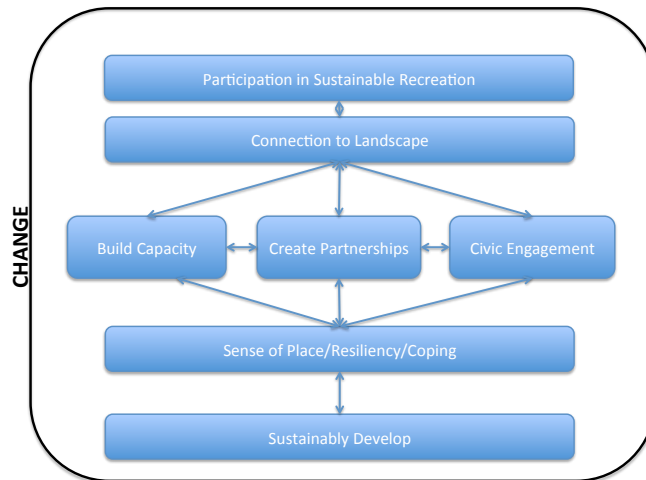 Participation in Sustainable Recreation
Connection to Landscape
CHANGE
Build Capacity
Create Partnerships
Civic Engagement
Sense of Place/Resiliency/Coping
Sustainably Develop